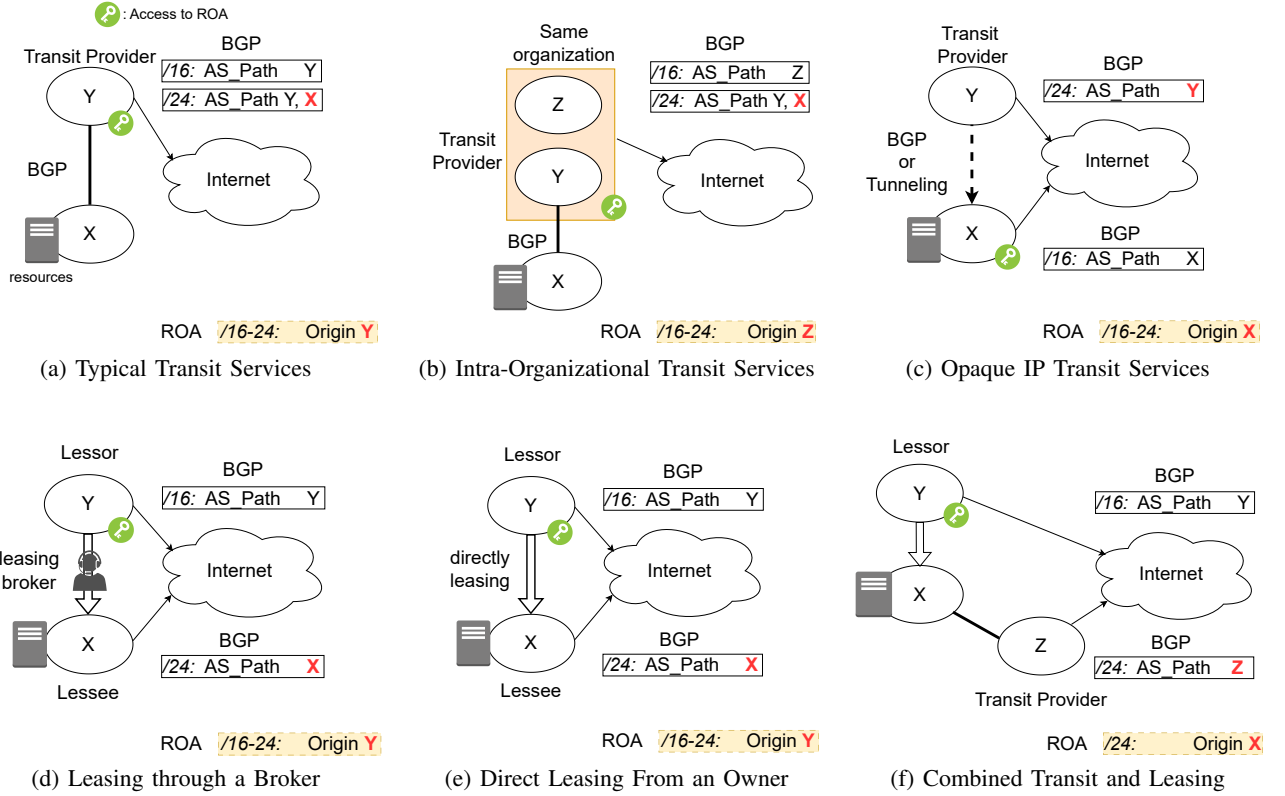 : Access to ROA
Transit Provider
Y
BGP
X
resources
BGP
/16: AS_Path Y
/24: AS_Path Y, X
Internet
ROA /16-24: Origin Y
(a) Typical Transit Services
Same
organization
Z
Transit
Provider
Y
BGP
X
BGP
/16: AS_Path Z
/24: AS_Path Y, X
Internet
ROA /16-24: Origin Z
(b) Intra-Organizational Transit Services
Transit
Provider
Y
BGP
or
Tunneling
X
BGP
/24: AS_Path Y
Internet
BGP
/16: AS_Path X
ROA /16-24: Origin X
(c) Opaque IP Transit Services
Lessor
Y
leasing
broker
X
Lessee
BGP
/16: AS_Path Y
Internet
BGP
/24: AS_Path X
ROA /16-24: Origin Y
(d) Leasing through a Broker
Lessor
Y
directly
leasing
X
Lessee
BGP
/16: AS_Path Y
Internet
BGP
/24: AS_Path X
ROA /16-24: Origin Y
(e) Direct Leasing From an Owner
Lessor
Y
X
Z
Transit Provider
BGP
/16: AS_Path Y
Internet
BGP
/24: AS_Path Z
ROA /24: Origin X
(f) Combined Transit and Leasing